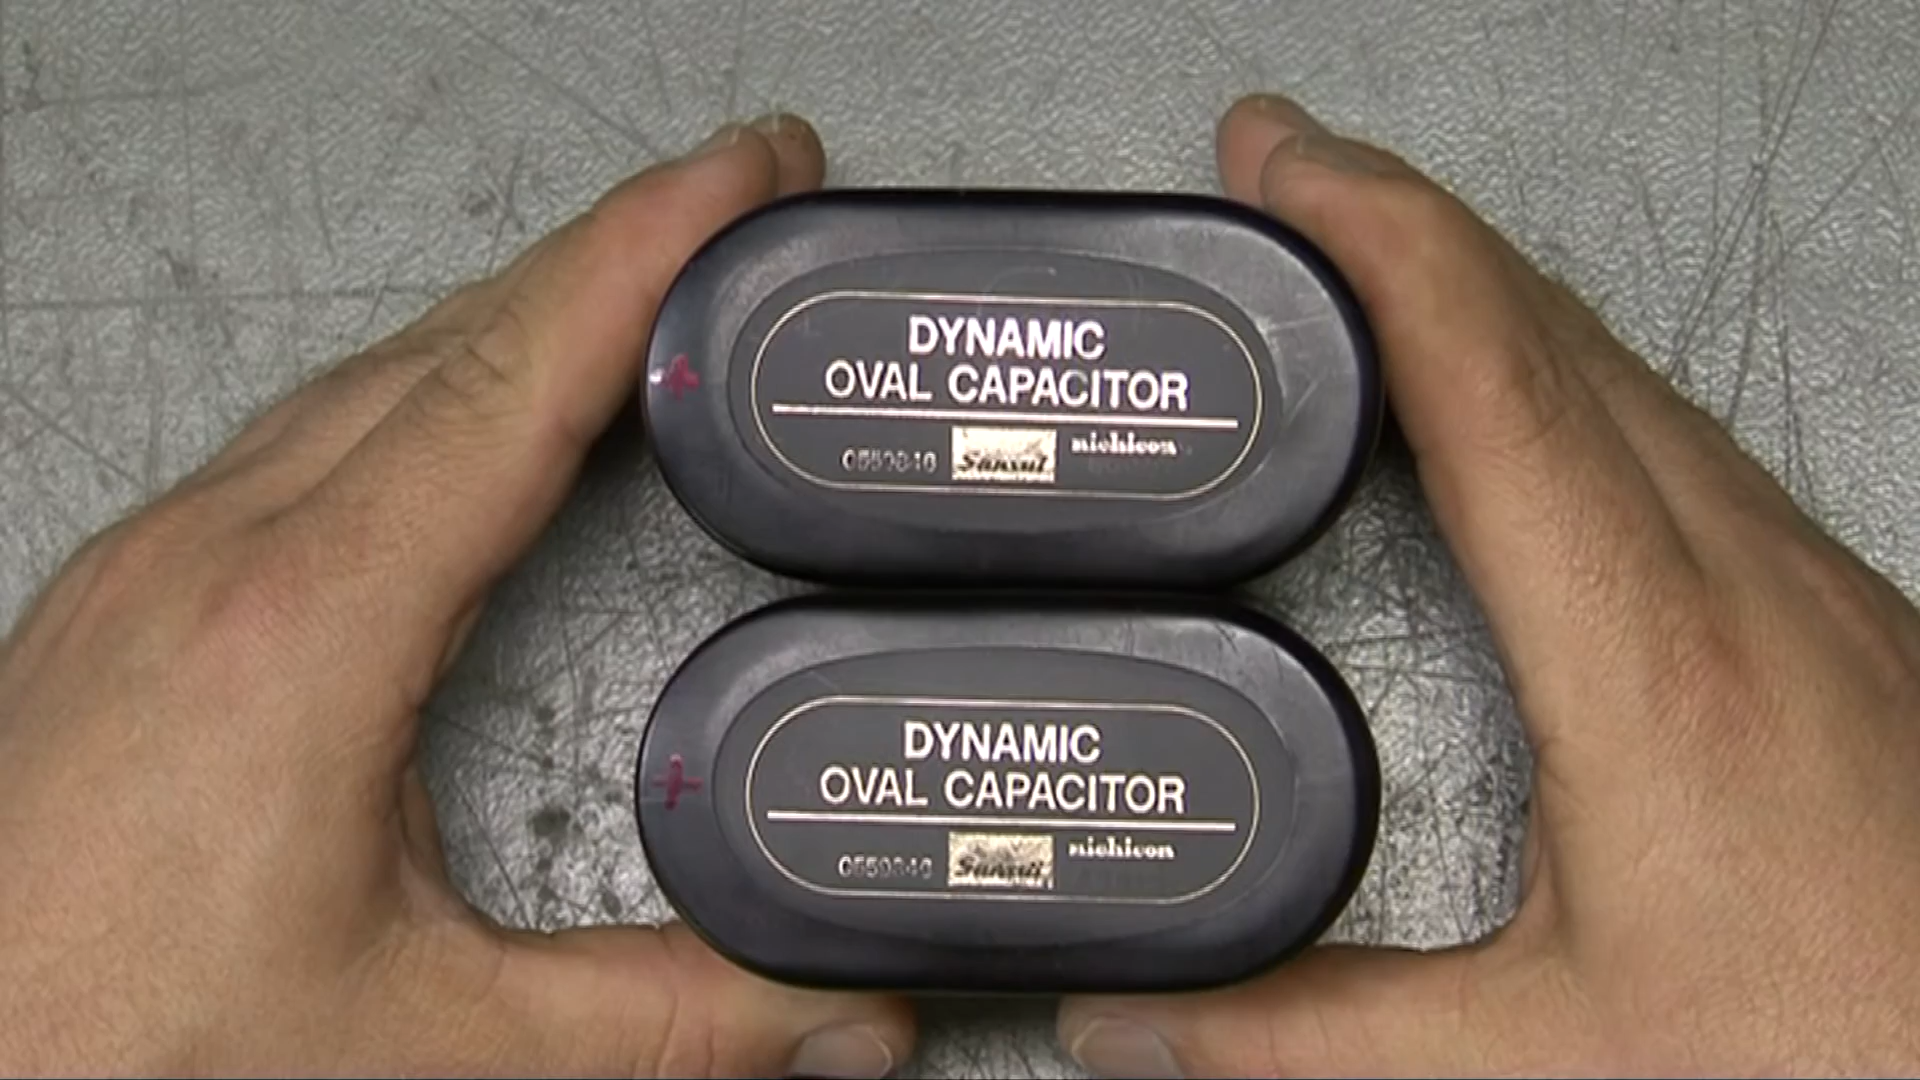 +
DYNAMIC
OVAL CAPACITOR
Sansui nichicon
+
DYNAMIC
OVAL CAPACITOR
Sansui nichicon